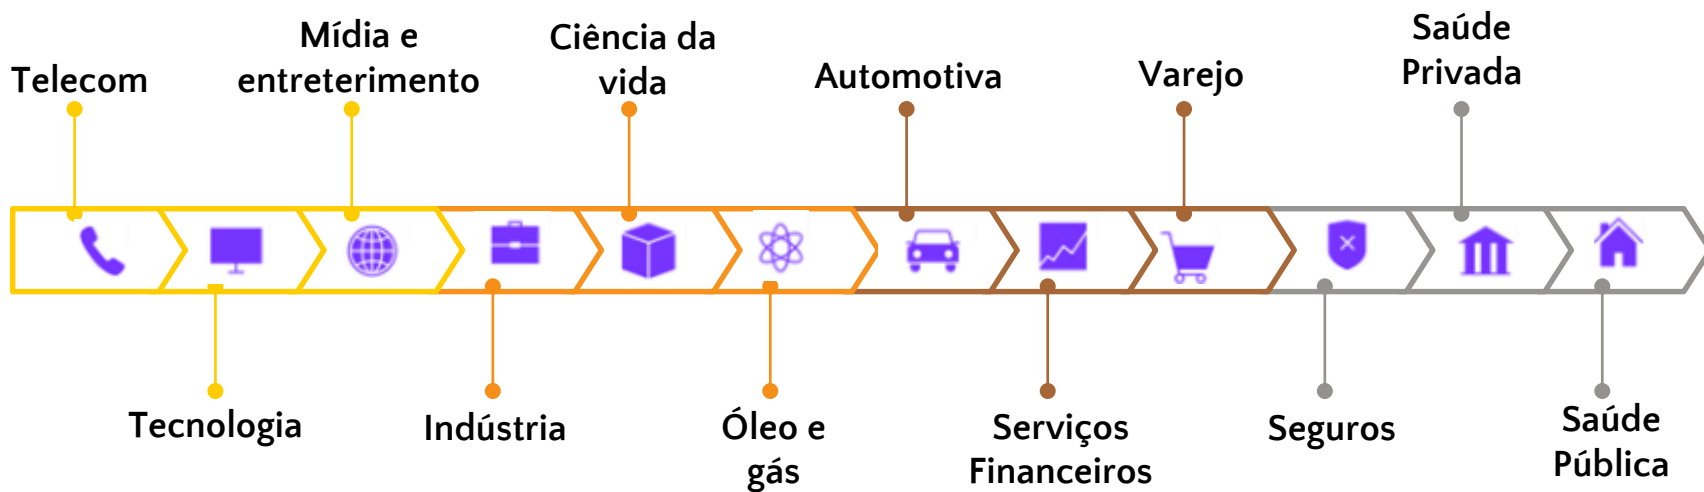 Telecom
Tecnologia
Mídia e
entreterimento
Indústria
Ciência da
vida
Óleo e
gás
Automotiva
Serviços
Financeiros
Varejo
Seguros
Saúde
Privada
Saúde
Pública